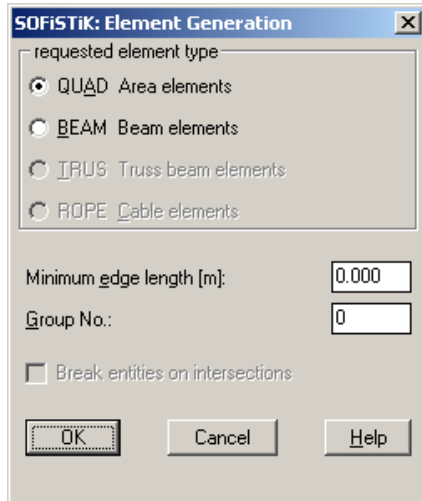 SOFiSTiK: Element Generation
requested element type
QUAD Area elements
BEAM Beam elements
TRUS Truss beam elements
ROPE Cable elements
Minimum edge length [m]: 0.000
Group No.: 0
Break entities on intersections
OK Cancel Help